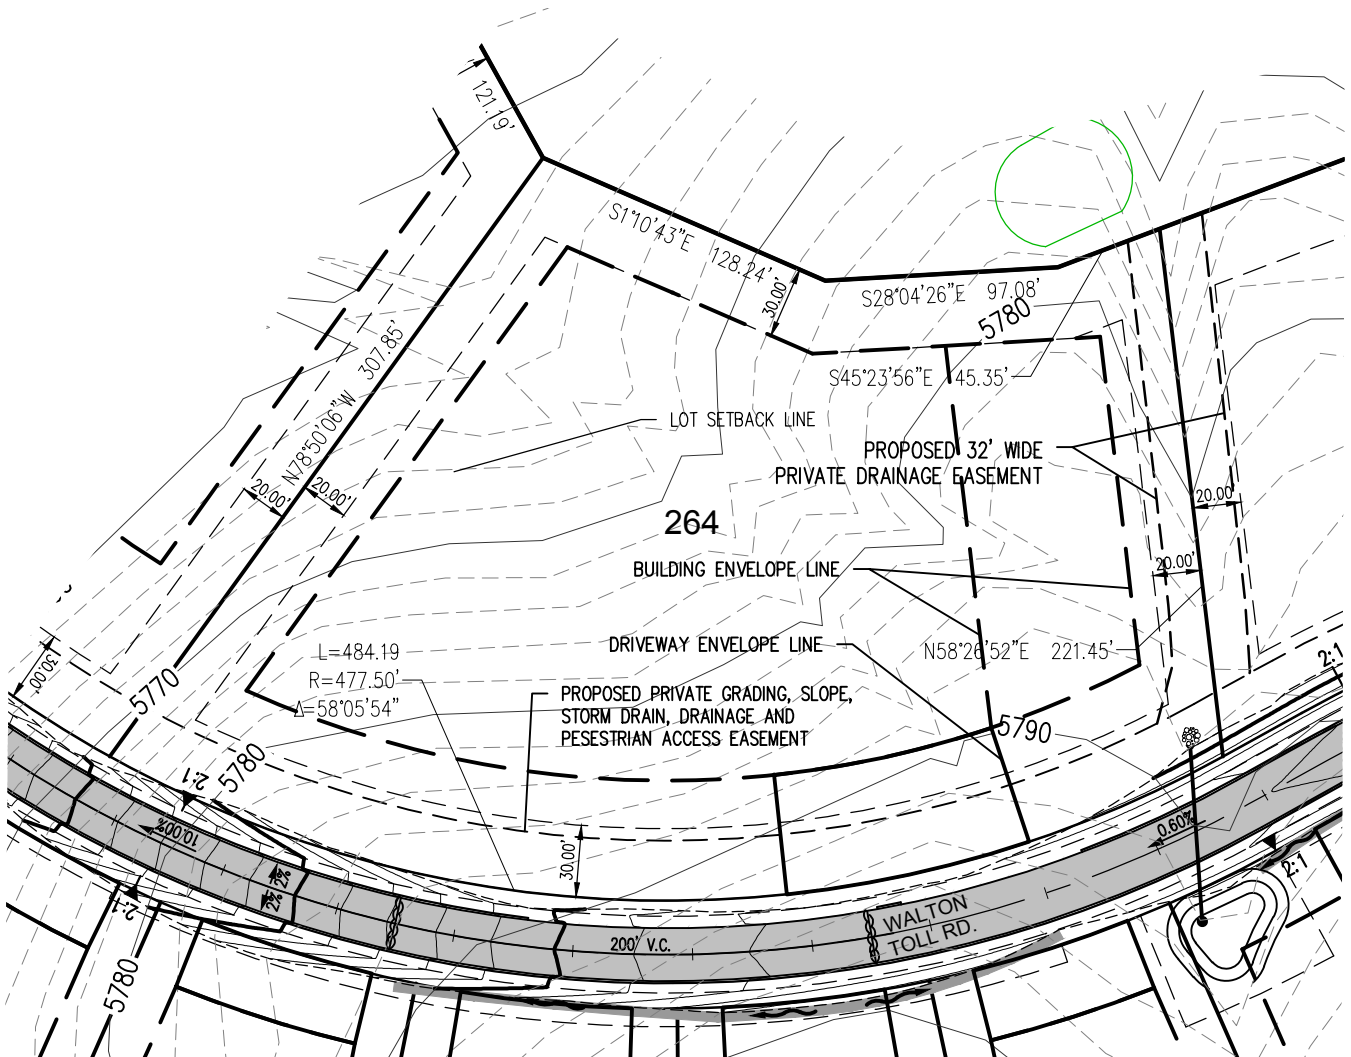 121.19'
S1°10'43"E 128.24'
30.00'
S28°04'26"E 97.08'
5780
S45°23'56"E 45.35'
N78°50'06"W 307.85'
LOT SETBACK LINE
PROPOSED 32' WIDE
PRIVATE DRAINAGE EASEMENT
20.00'
20.00'
20.00'
264
BUILDING ENVELOPE LINE
20.00'
DRIVEWAY ENVELOPE LINE
N58°26'52"E 221.45'
L=484.19
R=477.50'
Δ=58°05'54"
30.00'
2:1
5770
PROPOSED PRIVATE GRADING, SLOPE,
STORM DRAIN, DRAINAGE AND
PESESTRIAN ACCESS EASEMENT
5790
5780
2:1
10.00%
0.60%
30.00'
2%
2%
2:1
2:1
WALTON
TOLL RD.
200' V.C.
5780